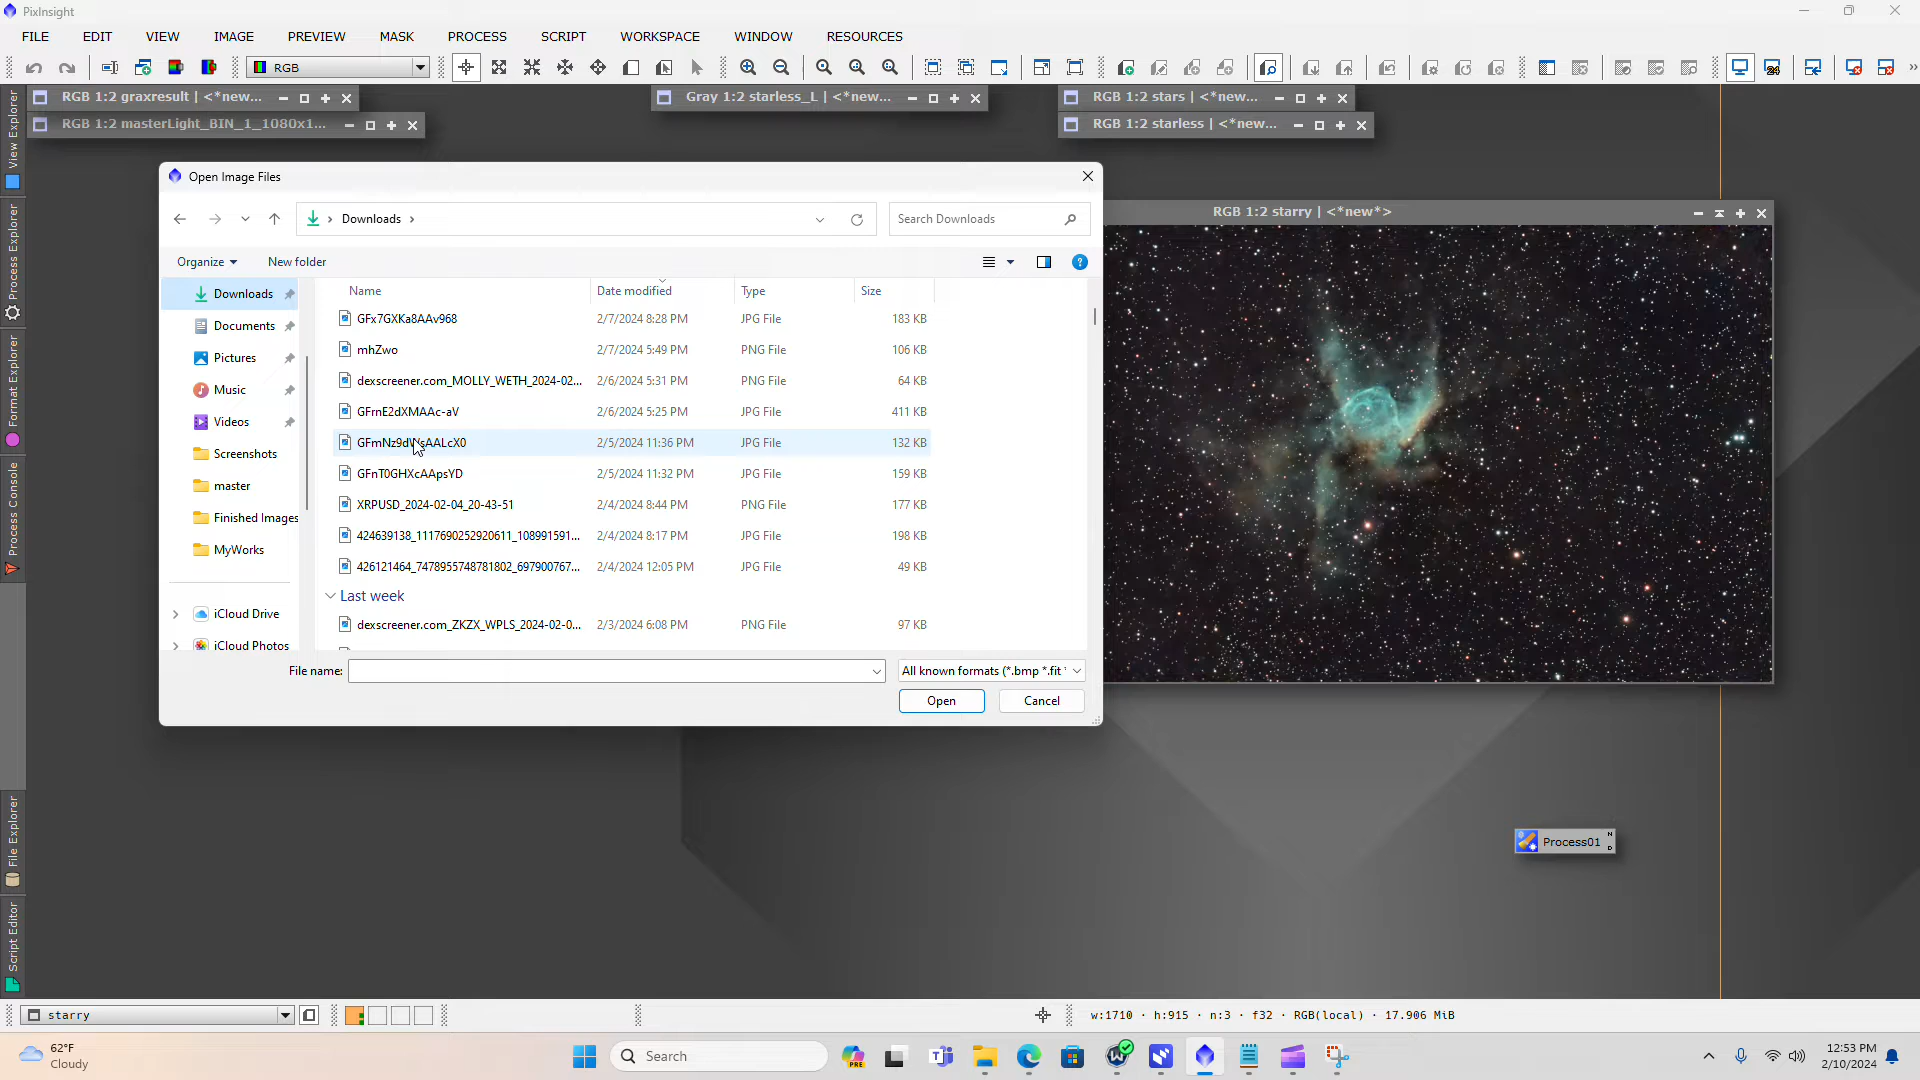 PixInsight
FILE EDIT VIEW IMAGE PREVIEW MASK PROCESS SCRIPT WORKSPACE WINDOW RESOURCES
RGB
24
RGB 1:2 graxresult | <*new...
Gray 1:2 starless_L | <*new...
RGB 1:2 stars | <*new...
RGB 1:2 masterLight_BIN_1_1080x1...
RGB 1:2 starless | <*new...
View Explorer
Process Explorer
Format Explorer
Process Console
File Explorer
Script Editor
Open Image Files
Downloads
Search Downloads
Organize
New folder
Downloads
Documents
Pictures
Music
Videos
Screenshots
master
Finished Images
MyWorks
iCloud Drive
iCloud Photos
Name Date modified Type Size
GFx7GXKa8AAv968 2/7/2024 8:28 PM JPG File 183 KB
mhZwo 2/7/2024 5:49 PM PNG File 106 KB
dexscreener.com_MOLLY_WETH_2024-02... 2/6/2024 5:31 PM PNG File 64 KB
GFrnE2dXMAAc-aV 2/6/2024 5:25 PM JPG File 411 KB
GFmNz9dWsAALcX0 2/5/2024 11:36 PM JPG File 132 KB
GFnT0GHXcAApsYD 2/5/2024 11:32 PM JPG File 159 KB
XRPUSD_2024-02-04_20-43-51 2/4/2024 8:44 PM PNG File 177 KB
424639138_1117690252920611_108991591... 2/4/2024 8:17 PM JPG File 198 KB
426121464_7478955748781802_697900767... 2/4/2024 12:05 PM JPG File 49 KB
Last week
dexscreener.com_ZKZX_WPLS_2024-02-0... 2/3/2024 6:08 PM PNG File 97 KB
File name:
All known formats (*.bmp *.fit *
Open
Cancel
RGB 1:2 starry | <*new*>
Process01
N
D
starry
w:1710 · h:915 · n:3 · f32 · RGB(local) · 17.906 MiB
62°F
Cloudy
Search
PRE
12:53 PM
2/10/2024